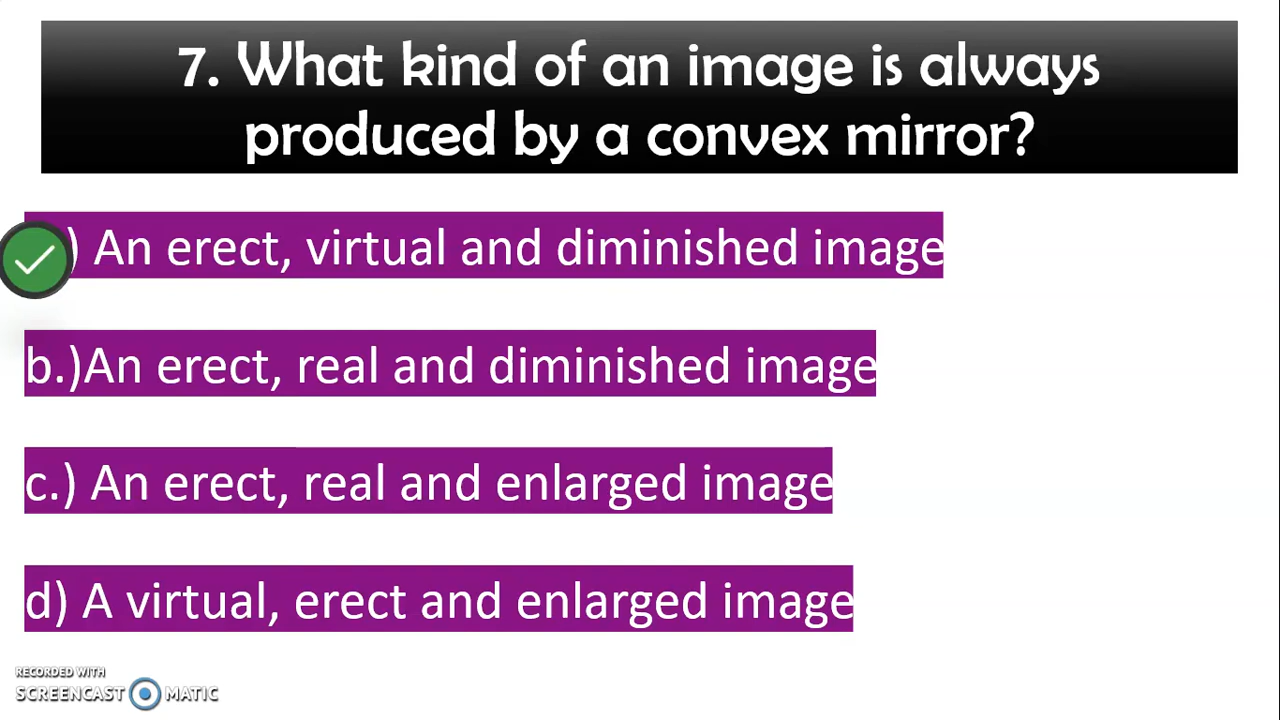 7. What kind of an image is always
produced by a convex mirror?
) An erect, virtual and diminished image
b.)An erect, real and diminished image
c.) An erect, real and enlarged image
d) A virtual, erect and enlarged image
RECORDED WITH
SCREENCAST MATIC